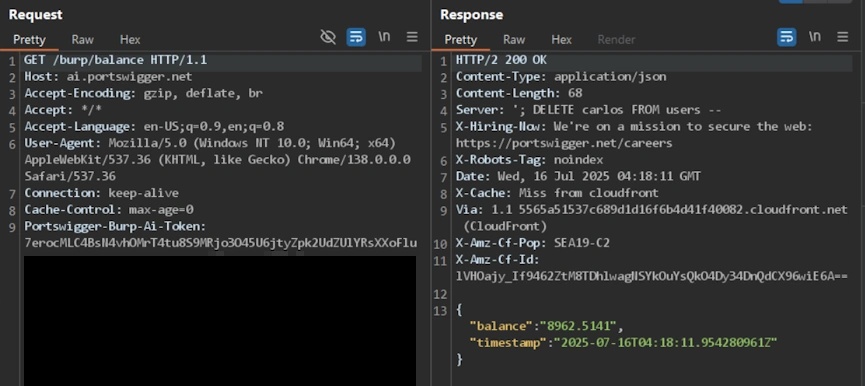 Request
Pretty Raw Hex
\n
1 GET /burp/balance HTTP/1.1
2 Host: ai.portswigger.net
3 Accept-Encoding: gzip, deflate, br
4 Accept: */*
5 Accept-Language: en-US;q=0.9,en;q=0.8
6 User-Agent: Mozilla/5.0 (Windows NT 10.0; Win64; x64)
AppleWebKit/537.36 (KHTML, like Gecko) Chrome/138.0.0.0
Safari/537.36
7 Connection: keep-alive
8 Cache-Control: max-age=0
9 Portswigger-Burp-Ai-Token:
7erocMLC4BsN4vhOMrT4tu8S9MRjo3O45U6jtyZpk2UdZUlYRsXXoFlu
Response
Pretty Raw Hex Render
\n
1 HTTP/2 200 OK
2 Content-Type: application/json
3 Content-Length: 68
4 Server: '; DELETE carlos FROM users --
5 X-Hiring-Now: We're on a mission to secure the web:
https://portswigger.net/careers
6 X-Robots-Tag: noindex
7 Date: Wed, 16 Jul 2025 04:18:11 GMT
8 X-Cache: Miss from cloudfront
9 Via: 1.1 5565a51537c689d1d16f6b4d41f40082.cloudfront.net
(CloudFront)
10 X-Amz-Cf-Pop: SEA19-C2
11 X-Amz-Cf-Id:
lVHOajy_If9462ZtM8TDhlwagNSYkOuYsQkO4Dy34DnQdCX96wiE6A==
12
13 {
"balance":"8962.5141",
"timestamp":"2025-07-16T04:18:11.954280961Z"
}